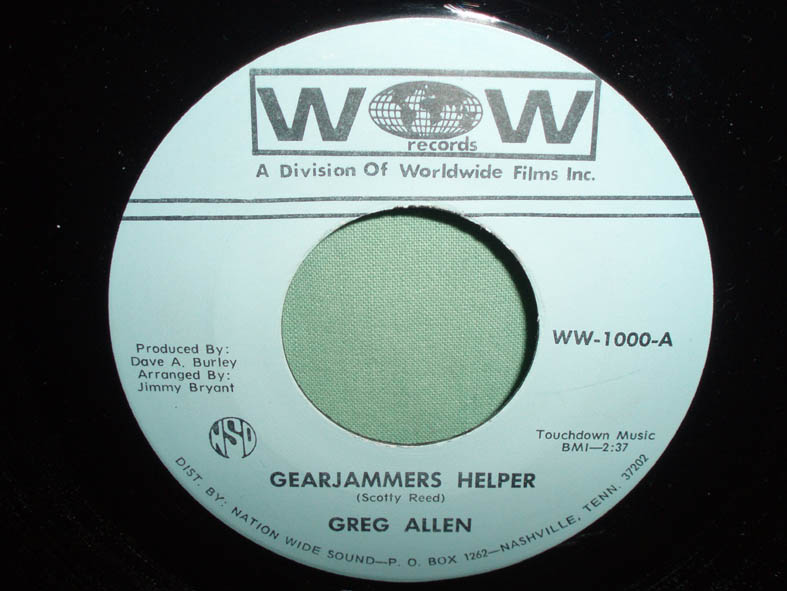 WOW
records
A Division Of Worldwide Films Inc.
WW-1000-A
Produced By:
Dave A. Burley
Arranged By:
Jimmy Bryant
NSD
Touchdown Music
BMI—2:37
GEARJAMMERS HELPER
(Scotty Reed)
GREG ALLEN
DIST. BY: NATION WIDE SOUND—P. O. BOX 1262—NASHVILLE, TENN. 37202